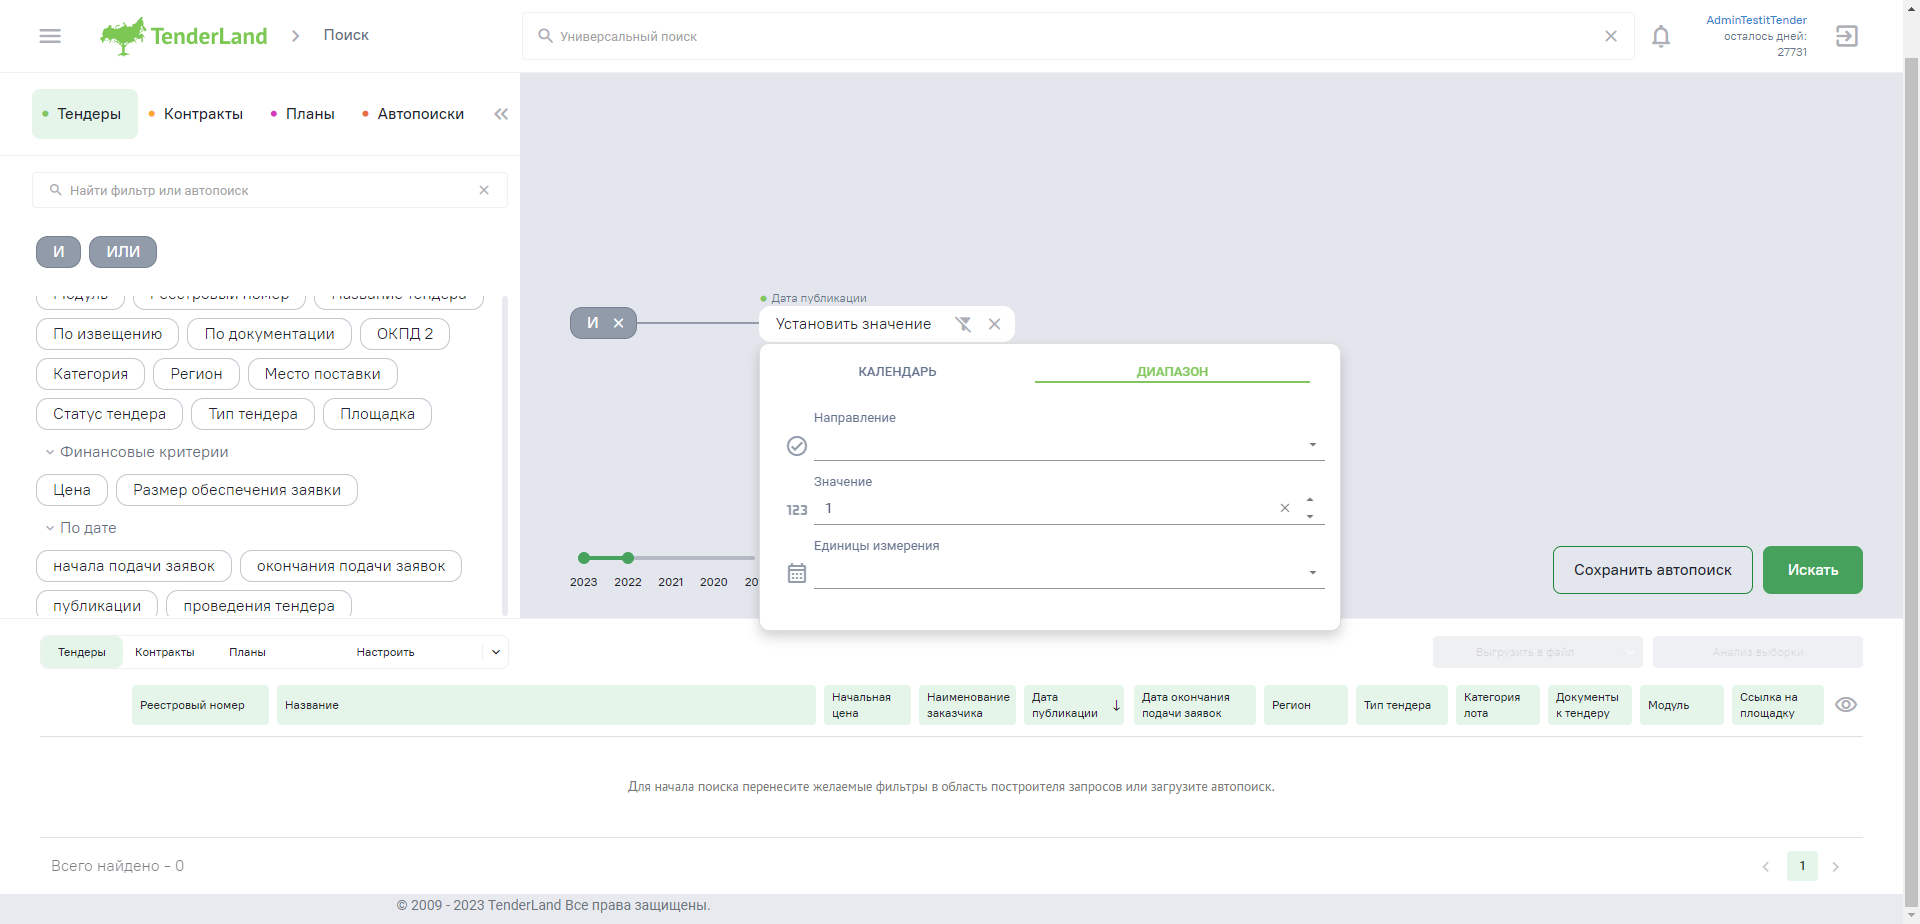 TenderLand
Поиск
Универсальный поиск
AdminTestitTender
осталось дней:
27731
Тендеры
Контракты
Планы
Автопоиски
Найти фильтр или автопоиск
И
ИЛИ
Модуль
Реестровый номер
Название тендера
По извещению
По документации
ОКПД 2
Категория
Регион
Место поставки
Статус тендера
Тип тендера
Площадка
Финансовые критерии
Цена
Размер обеспечения заявки
По дате
начала подачи заявок
окончания подачи заявок
публикации
проведения тендера
И
Дата публикации
Установить значение
КАЛЕНДАРЬ
ДИАПАЗОН
Направление
Значение
123
1
Единицы измерения
2023
2022
2021
2020
20
Сохранить автопоиск
Искать
Тендеры
Контракты
Планы
Настроить
Выгрузить в файл
Анализ выборки
Реестровый номер
Название
Начальная
цена
Наименование
заказчика
Дата
публикации
Дата окончания
подачи заявок
Регион
Тип тендера
Категория
лота
Документы
к тендеру
Модуль
Ссылка на
площадку
Для начала поиска перенесите желаемые фильтры в область построителя запросов или загрузите автопоиск.
Всего найдено - 0
1
© 2009 - 2023 TenderLand Все права защищены.